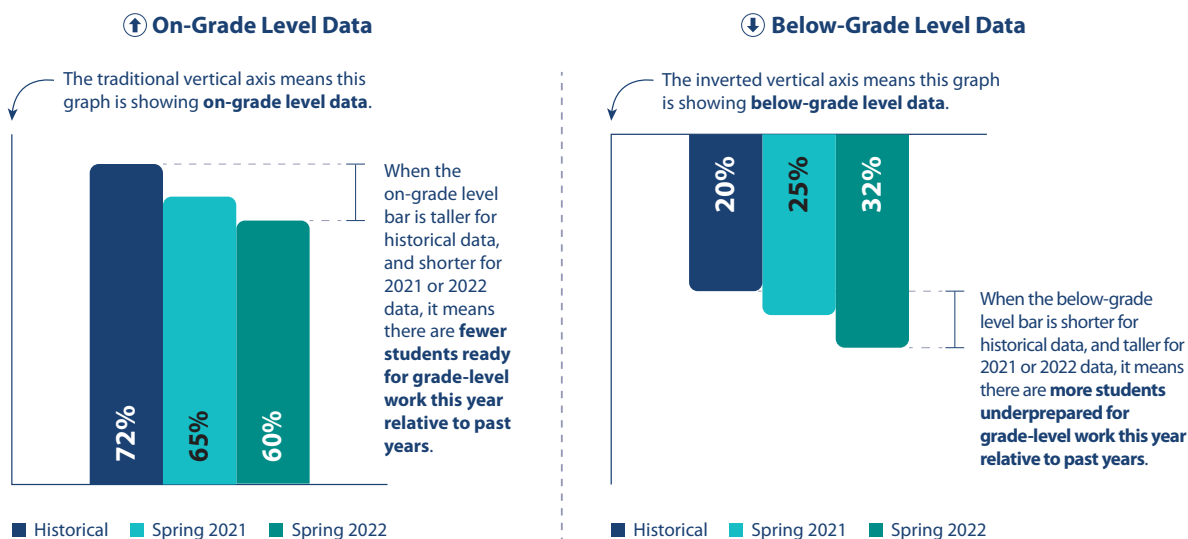 On-Grade Level Data
The traditional vertical axis means this
graph is showing on-grade level data.
72%
65%
60%
When the
on-grade level
bar is taller for
historical data,
and shorter for
2021 or 2022
data, it means
there are fewer
students ready
for grade-level
work this year
relative to past
years.
Historical
Spring 2021
Spring 2022
Below-Grade Level Data
The inverted vertical axis means this graph
is showing below-grade level data.
20%
25%
32%
When the below-grade
level bar is shorter for
historical data, and taller for
2021 or 2022 data, it means
there are more students
underprepared for
grade-level work this year
relative to past years.
Historical
Spring 2021
Spring 2022